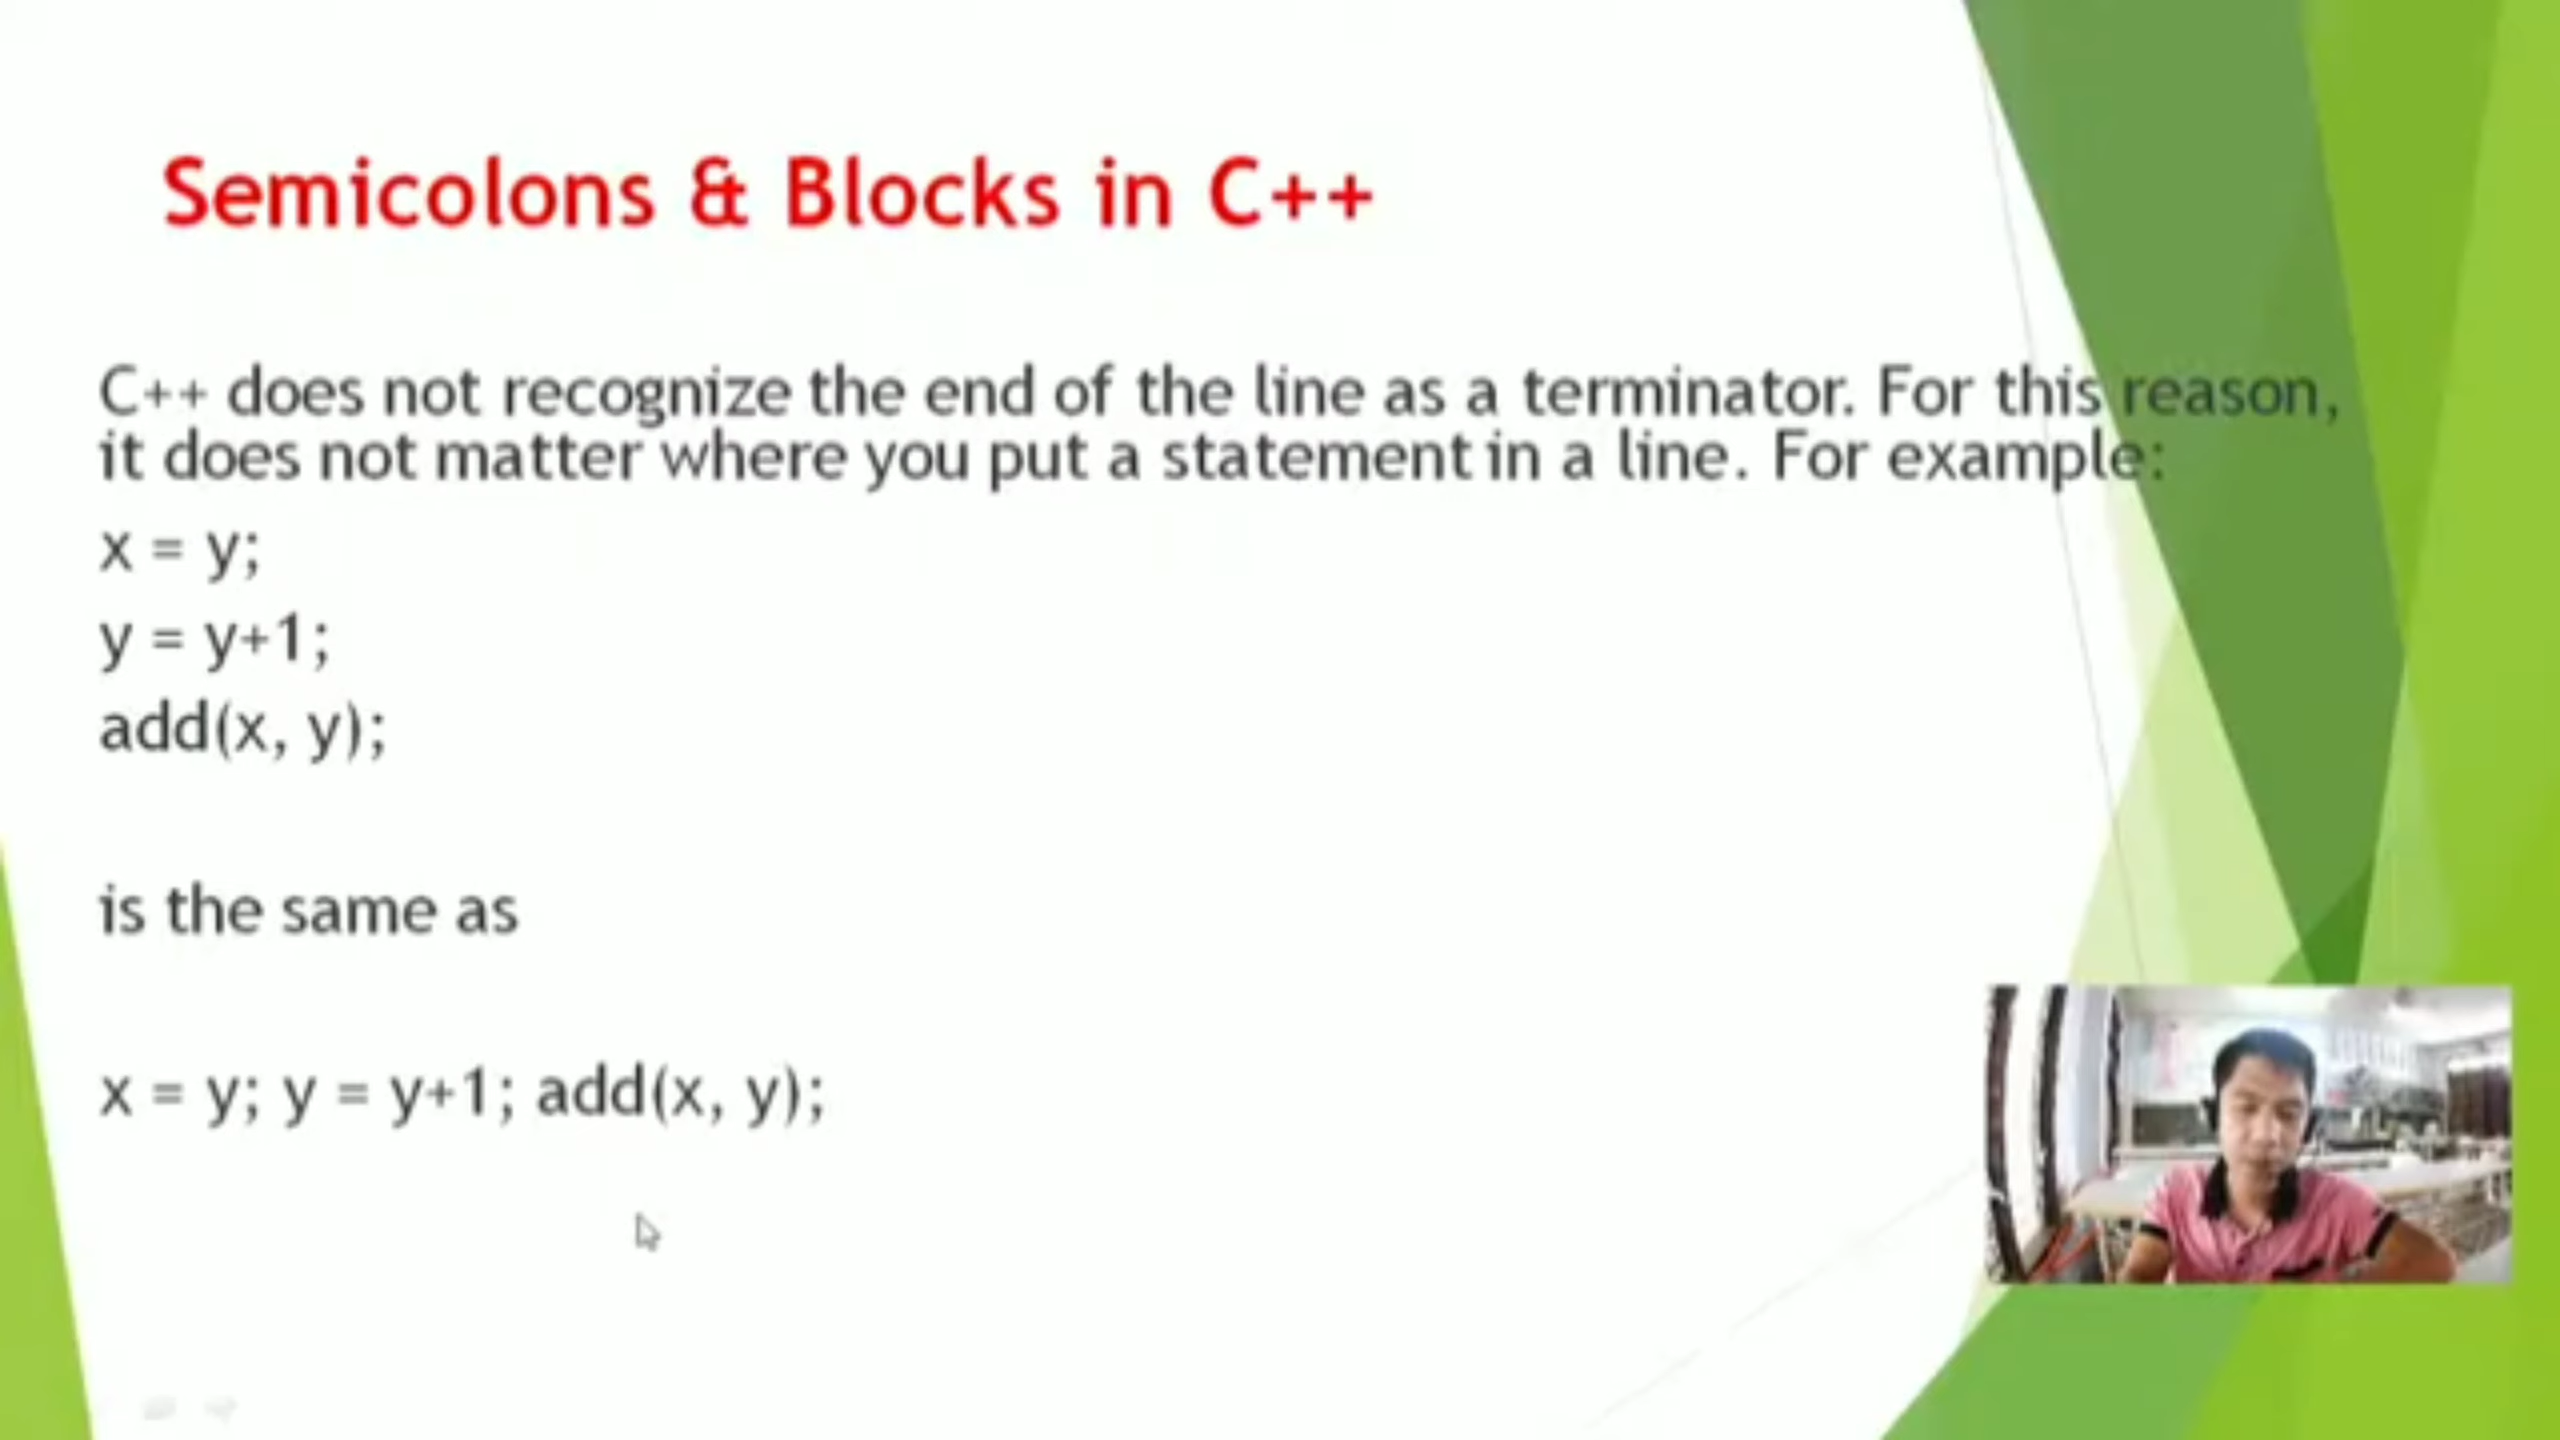 Semicolons & Blocks in C++
C++ does not recognize the end of the line as a terminator. For this reason,
it does not matter where you put a statement in a line. For example:
x = y;
y = y+1;
add(x, y);
is the same as
x = y; y = y+1; add(x, y);